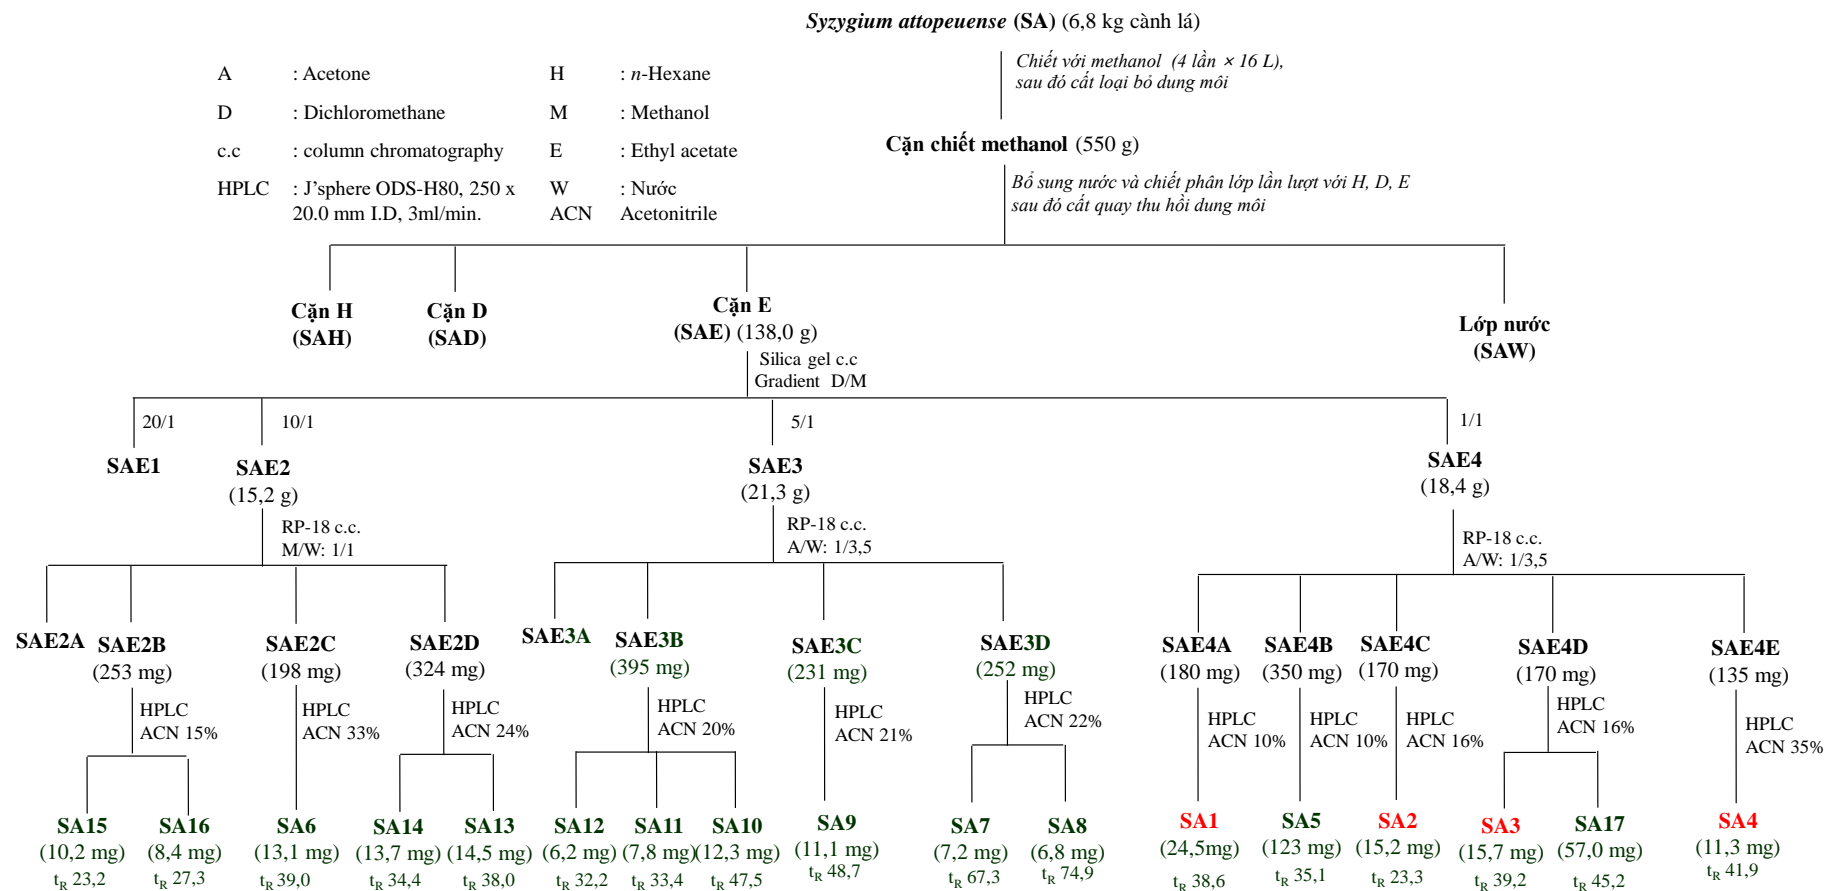 Syzygium attopeuense (SA) (6,8 kg cành lá)
Chiết với methanol (4 lần × 16 L),
sau đó cất loại bỏ dung môi
A : Acetone H : n-Hexane
D : Dichloromethane M : Methanol
c.c : column chromatography E : Ethyl acetate
HPLC : J'sphere ODS-H80, 250 x W : Nước
20.0 mm I.D, 3ml/min. ACN Acetonitrile
Cặn chiết methanol (550 g)
Bổ sung nước và chiết phân lớp lần lượt với H, D, E
sau đó cất quay thu hồi dung môi
Cặn H
(SAH)
Cặn D
(SAD)
Cặn E
(SAE) (138,0 g)
Lớp nước
(SAW)
Silica gel c.c
Gradient D/M
20/1 10/1 5/1 1/1
SAE1
SAE2
(15,2 g)
SAE3
(21,3 g)
SAE4
(18,4 g)
RP-18 c.c.
M/W: 1/1
RP-18 c.c.
A/W: 1/3,5
RP-18 c.c.
A/W: 1/3,5
SAE2A
SAE2B
(253 mg)
SAE2C
(198 mg)
SAE2D
(324 mg)
SAE3A
SAE3B
(395 mg)
SAE3C
(231 mg)
SAE3D
(252 mg)
SAE4A
(180 mg)
SAE4B
(350 mg)
SAE4C
(170 mg)
SAE4D
(170 mg)
SAE4E
(135 mg)
HPLC
ACN 15%
HPLC
ACN 33%
HPLC
ACN 24%
HPLC
ACN 20%
HPLC
ACN 21%
HPLC
ACN 22%
HPLC
ACN 10%
HPLC
ACN 10%
HPLC
ACN 16%
HPLC
ACN 16%
HPLC
ACN 35%
SA15
(10,2 mg)
tR 23,2
SA16
(8,4 mg)
tR 27,3
SA6
(13,1 mg)
tR 39,0
SA14
(13,7 mg)
tR 34,4
SA13
(14,5 mg)
tR 38,0
SA12
(6,2 mg)
tR 32,2
SA11
(7,8 mg)
tR 33,4
SA10
(12,3 mg)
tR 47,5
SA9
(11,1 mg)
tR 48,7
SA7
(7,2 mg)
tR 67,3
SA8
(6,8 mg)
tR 74,9
SA1
(24,5mg)
tR 38,6
SA5
(123 mg)
tR 35,1
SA2
(15,2 mg)
tR 23,3
SA3
(15,7 mg)
tR 39,2
SA17
(57,0 mg)
tR 45,2
SA4
(11,3 mg)
tR 41,9